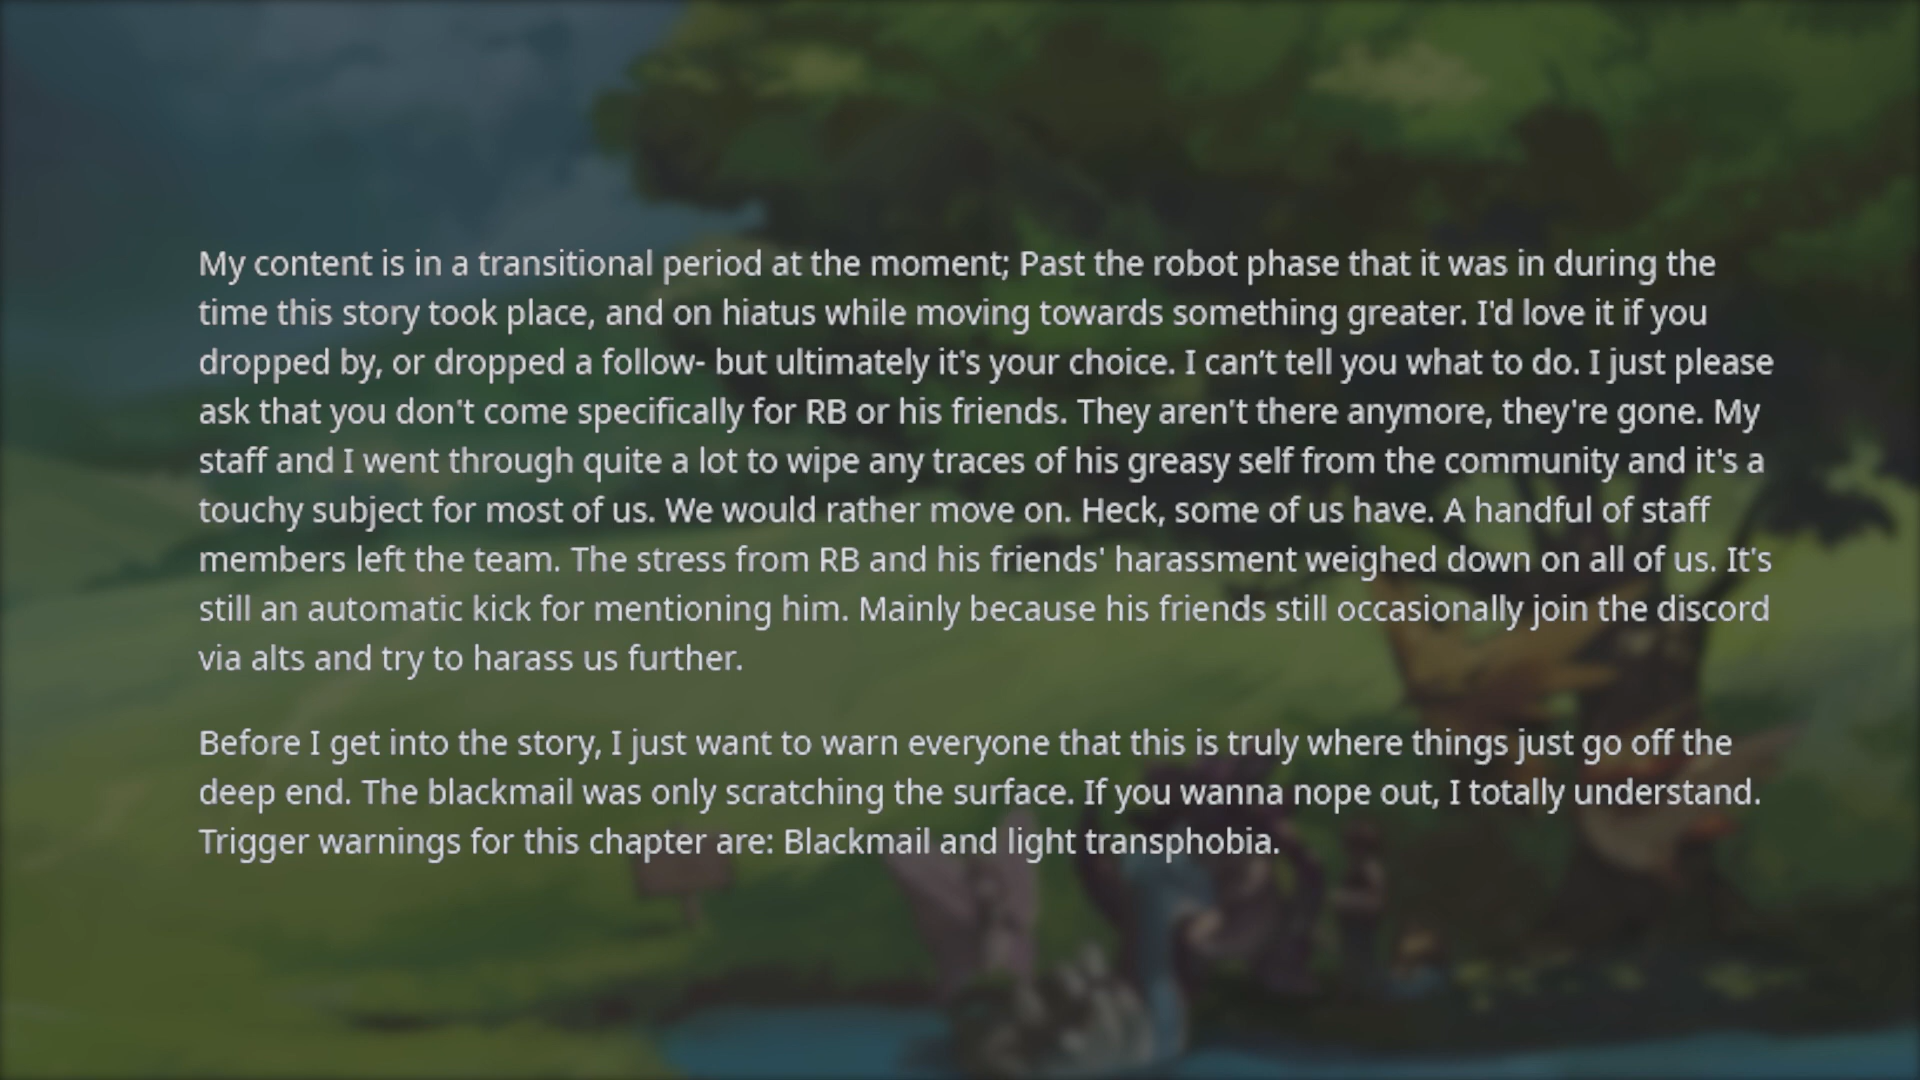 My content is in a transitional period at the moment; Past the robot phase that it was in during the
time this story took place, and on hiatus while moving towards something greater. I'd love it if you
dropped by, or dropped a follow- but ultimately it's your choice. I can’t tell you what to do. I just please
ask that you don't come specifically for RB or his friends. They aren't there anymore, they're gone. My
staff and I went through quite a lot to wipe any traces of his greasy self from the community and it's a
touchy subject for most of us. We would rather move on. Heck, some of us have. A handful of staff
members left the team. The stress from RB and his friends' harassment weighed down on all of us. It's
still an automatic kick for mentioning him. Mainly because his friends still occasionally join the discord
via alts and try to harass us further.
Before I get into the story, I just want to warn everyone that this is truly where things just go off the
deep end. The blackmail was only scratching the surface. If you wanna nope out, I totally understand.
Trigger warnings for this chapter are: Blackmail and light transphobia.